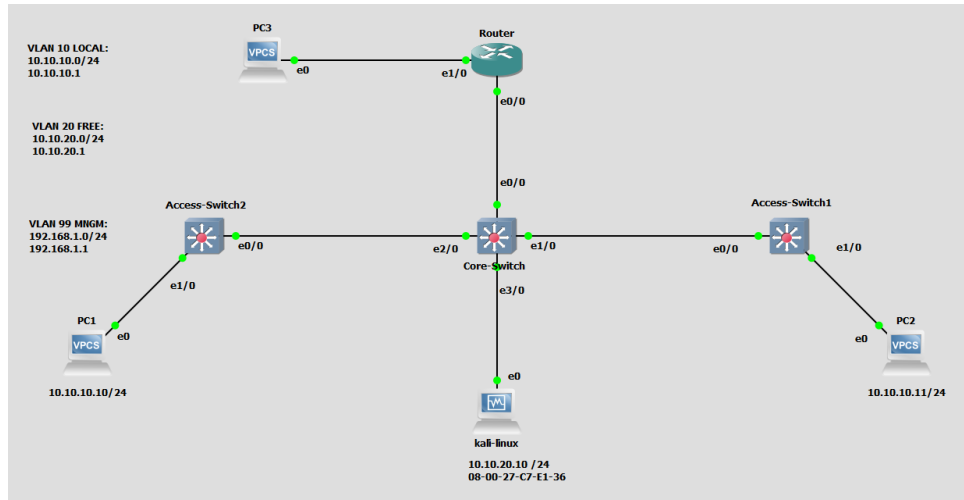 PC3
Router
VLAN 10 LOCAL:
10.10.10.0/24
10.10.10.1
VPCS
e0
e1/0
e0/0
VLAN 20 FREE:
10.10.20.0/24
10.10.20.1
e0/0
Access-Switch2
Access-Switch1
VLAN 99 MNGM:
192.168.1.0/24
192.168.1.1
e0/0
e2/0
e1/0
e0/0
e1/0
Core-Switch
e1/0
e3/0
PC1
e0
VPCS
PC2
e0
VPCS
10.10.10.10/24
e0
10.10.10.11/24
kali-linux
10.10.20.10 /24
08-00-27-C7-E1-36